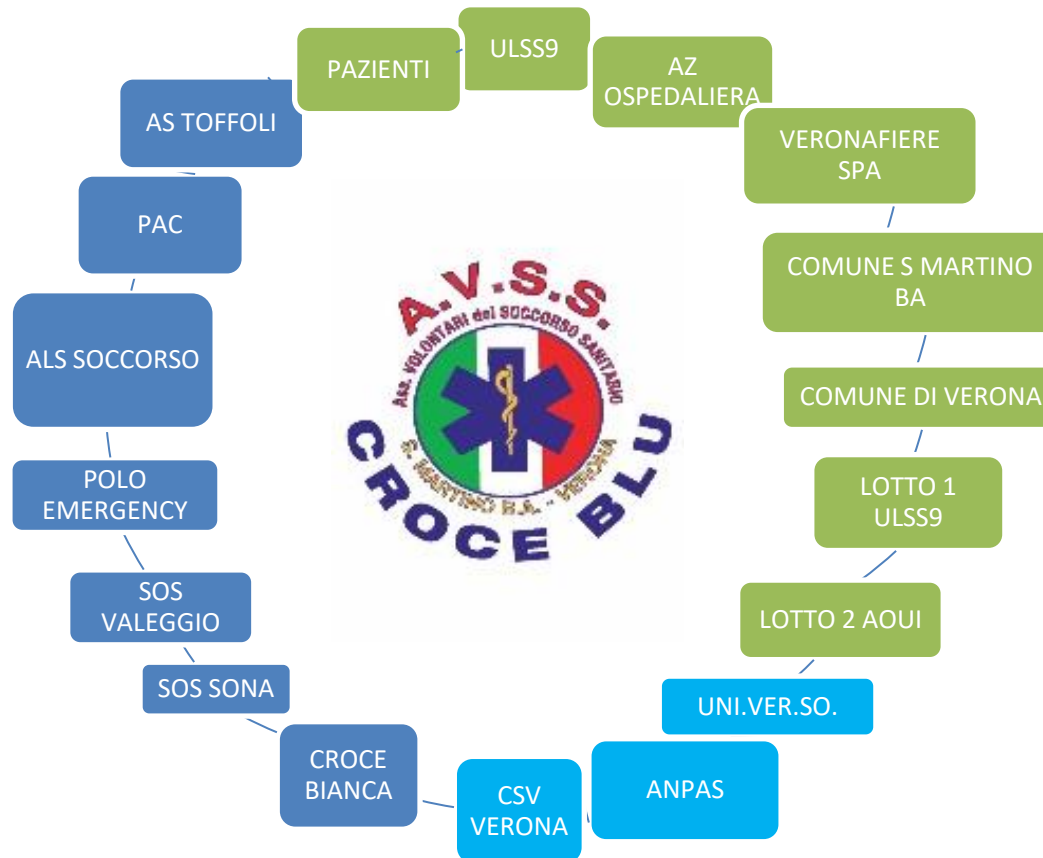 PAZIENTI
ULSS9
AZ
OSPEDALIERA
VERONAFIERE
SPA
COMUNE S MARTINO
BA
COMUNE DI VERONA
LOTTO 1
ULSS9
LOTTO 2 AOUI
UNI.VER.SO.
ANPAS
CSV
VERONA
CROCE
BIANCA
SOS SONA
SOS
VALEGGIO
POLO
EMERGENCY
ALS SOCCORSO
PAC
AS TOFFOLI
A.V.S.S.
Ass. VOLONTARI del SOCCORSO SANITARIO
S. MARTINO B.A. - VERONA
CROCE BLU